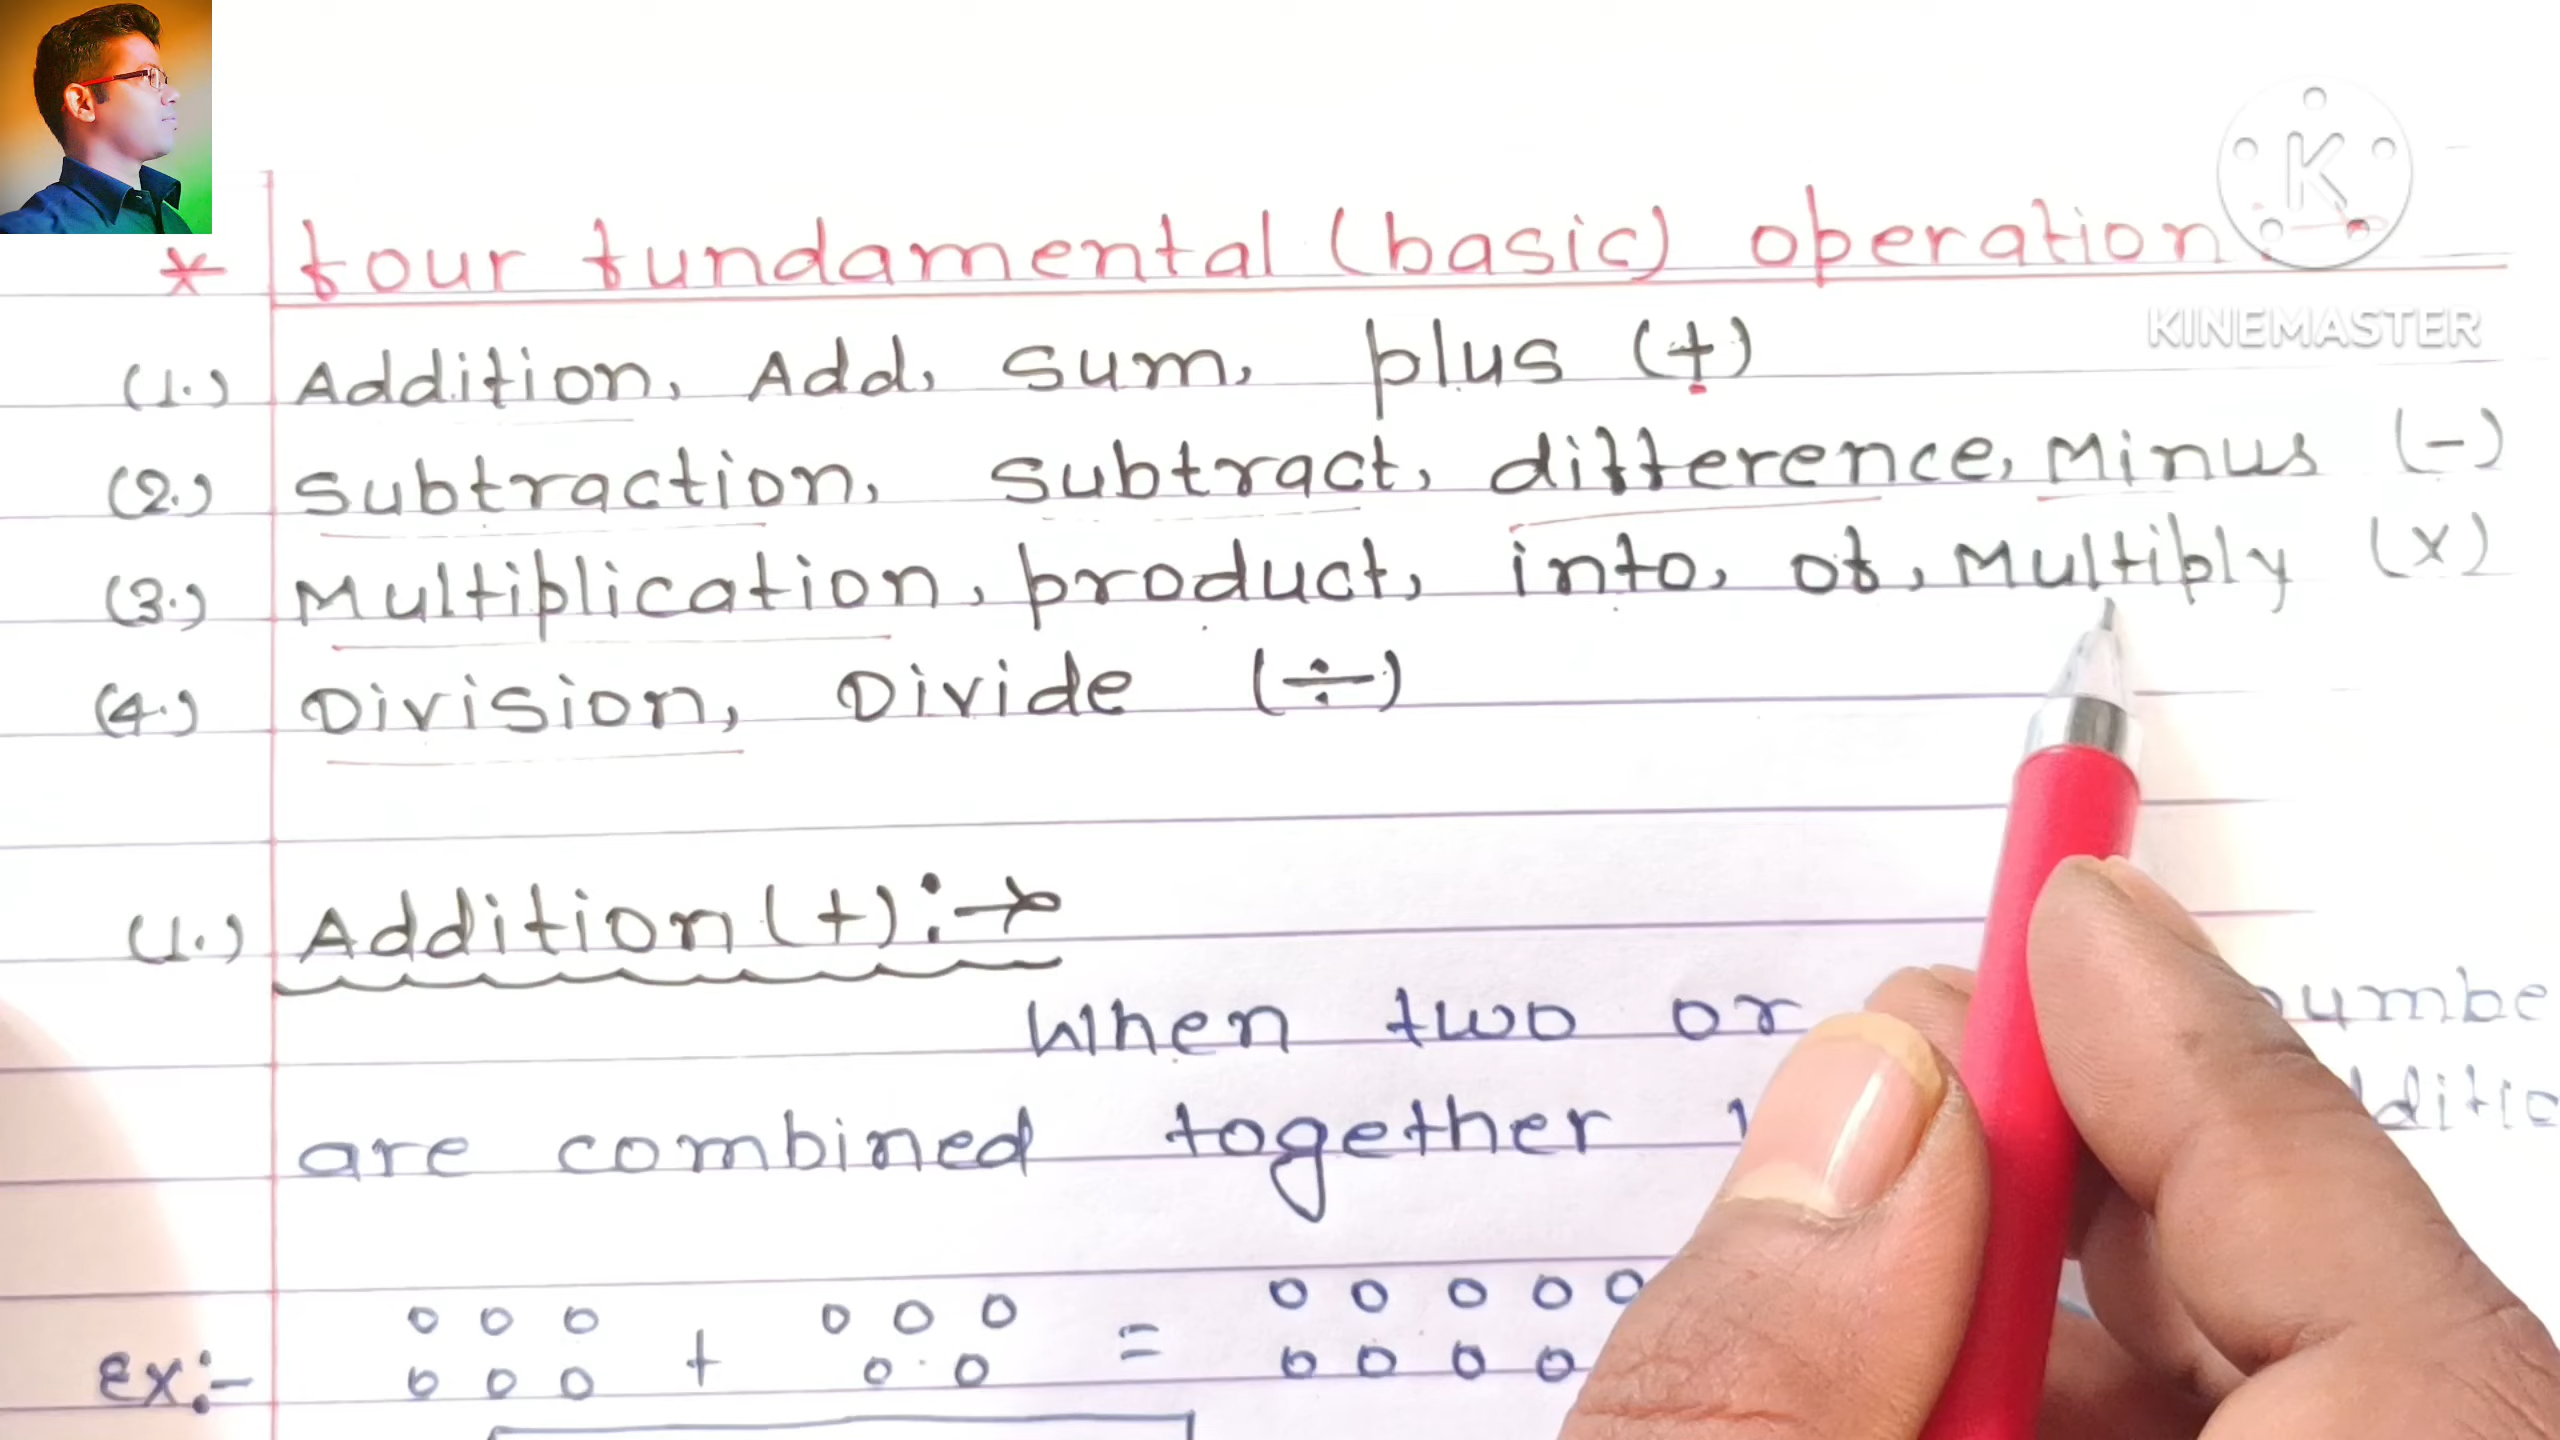 * four fundamental (basic) operation.
KINEMASTER
(1.) Addition, Add, Sum, plus (+)
(2.) Subtraction, Subtract, difference, Minus (-)
(3.) Multiplication, product, into, of, Multiply (×)
(4.) Division, Divide (÷)
(1.) Addition (+) :→
When two or
are combined together
Ex:- + =